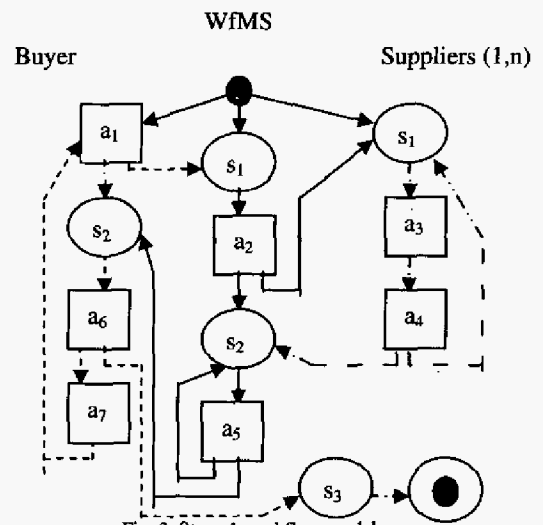 WfMS
Buyer
Suppliers (1,n)
a1
s1
s1
s2
a2
a3
a6
s2
a4
a7
a5
s3